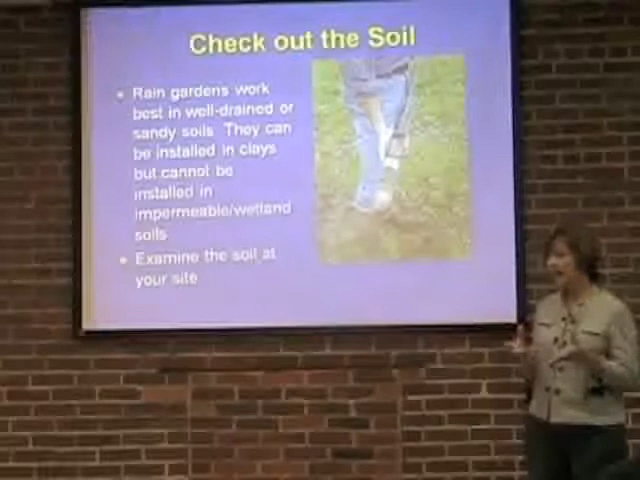 Check out the Soil
• Rain gardens work
best in well-drained or
sandy soils They can
be installed in clays
but cannot be
installed in
impermeable/wetland
soils
• Examine the soil at
your site